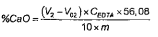 %CaO = (V₂ – V₀₂) × C_EDTA × 56,08
10 × m